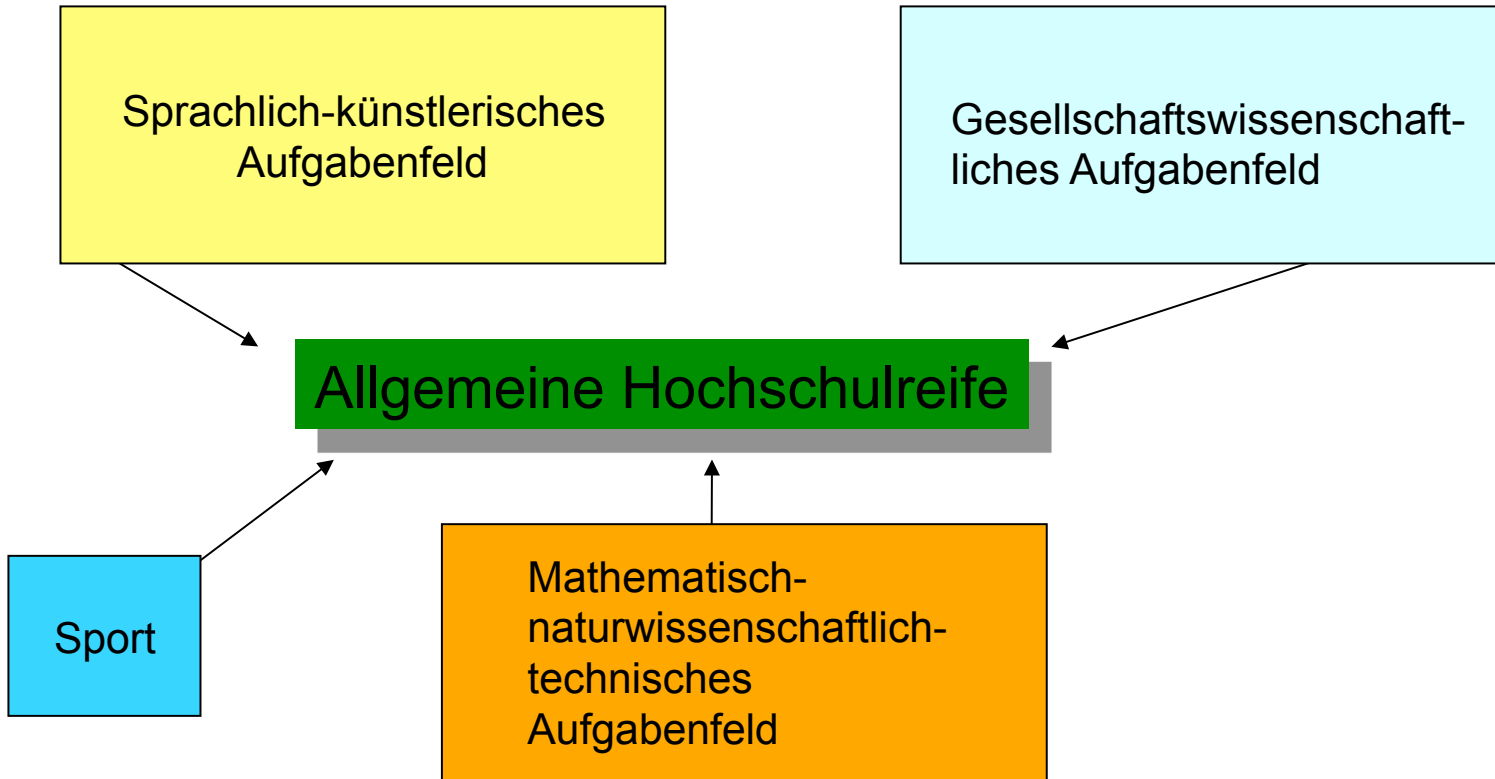 Sprachlich-künstlerisches
Aufgabenfeld
Gesellschaftswissenschaft-
liches Aufgabenfeld
Allgemeine Hochschulreife
Sport
Mathematisch-
naturwissenschaftlich-
technisches
Aufgabenfeld